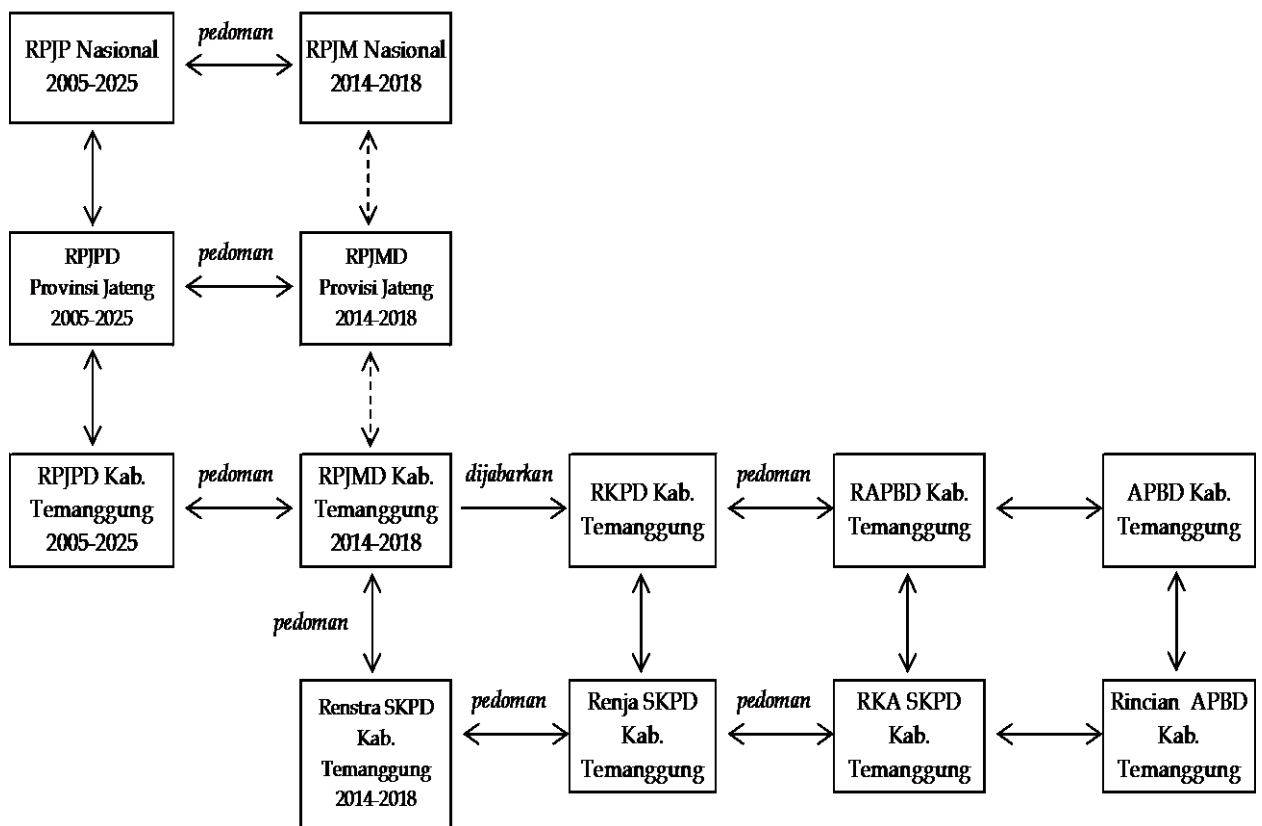 pedoman
RPJP Nasional
2005-2025
RPJM Nasional
2014-2018
RPJPD
Provinsi Jateng
2005-2025
pedoman
RPJMD
Provisi Jateng
2014-2018
RPJPD Kab.
Temanggung
2005-2025
pedoman
RPJMD Kab.
Temanggung
2014-2018
dijabarkan
RKPD Kab.
Temanggung
pedoman
RAPBD Kab.
Temanggung
APBD Kab.
Temanggung
pedoman
Renstra SKPD
Kab.
Temanggung
2014-2018
pedoman
Renja SKPD
Kab.
Temanggung
pedoman
RKA SKPD
Kab.
Temanggung
Rincian APBD
Kab.
Temanggung